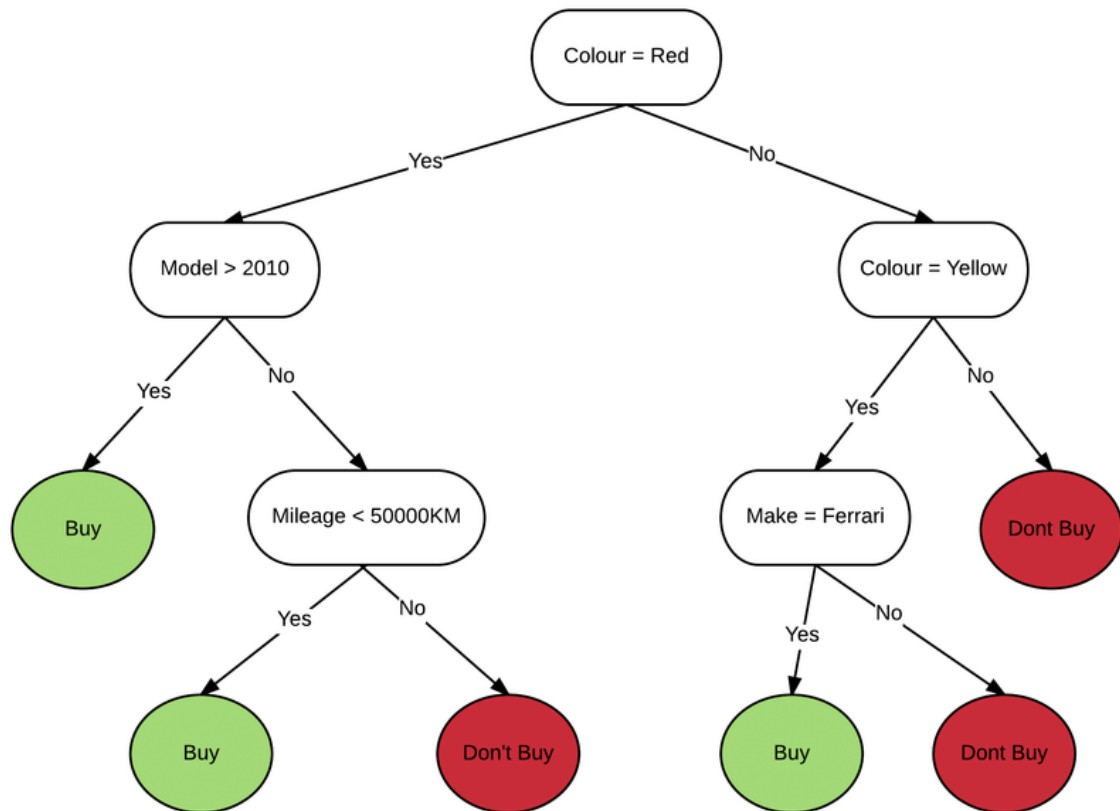 Colour = Red
Yes
No
Model > 2010
Colour = Yellow
Yes
No
Yes
No
Buy
Mileage < 50000KM
Make = Ferrari
Dont Buy
Yes
No
Yes
No
Buy
Don't Buy
Buy
Dont Buy